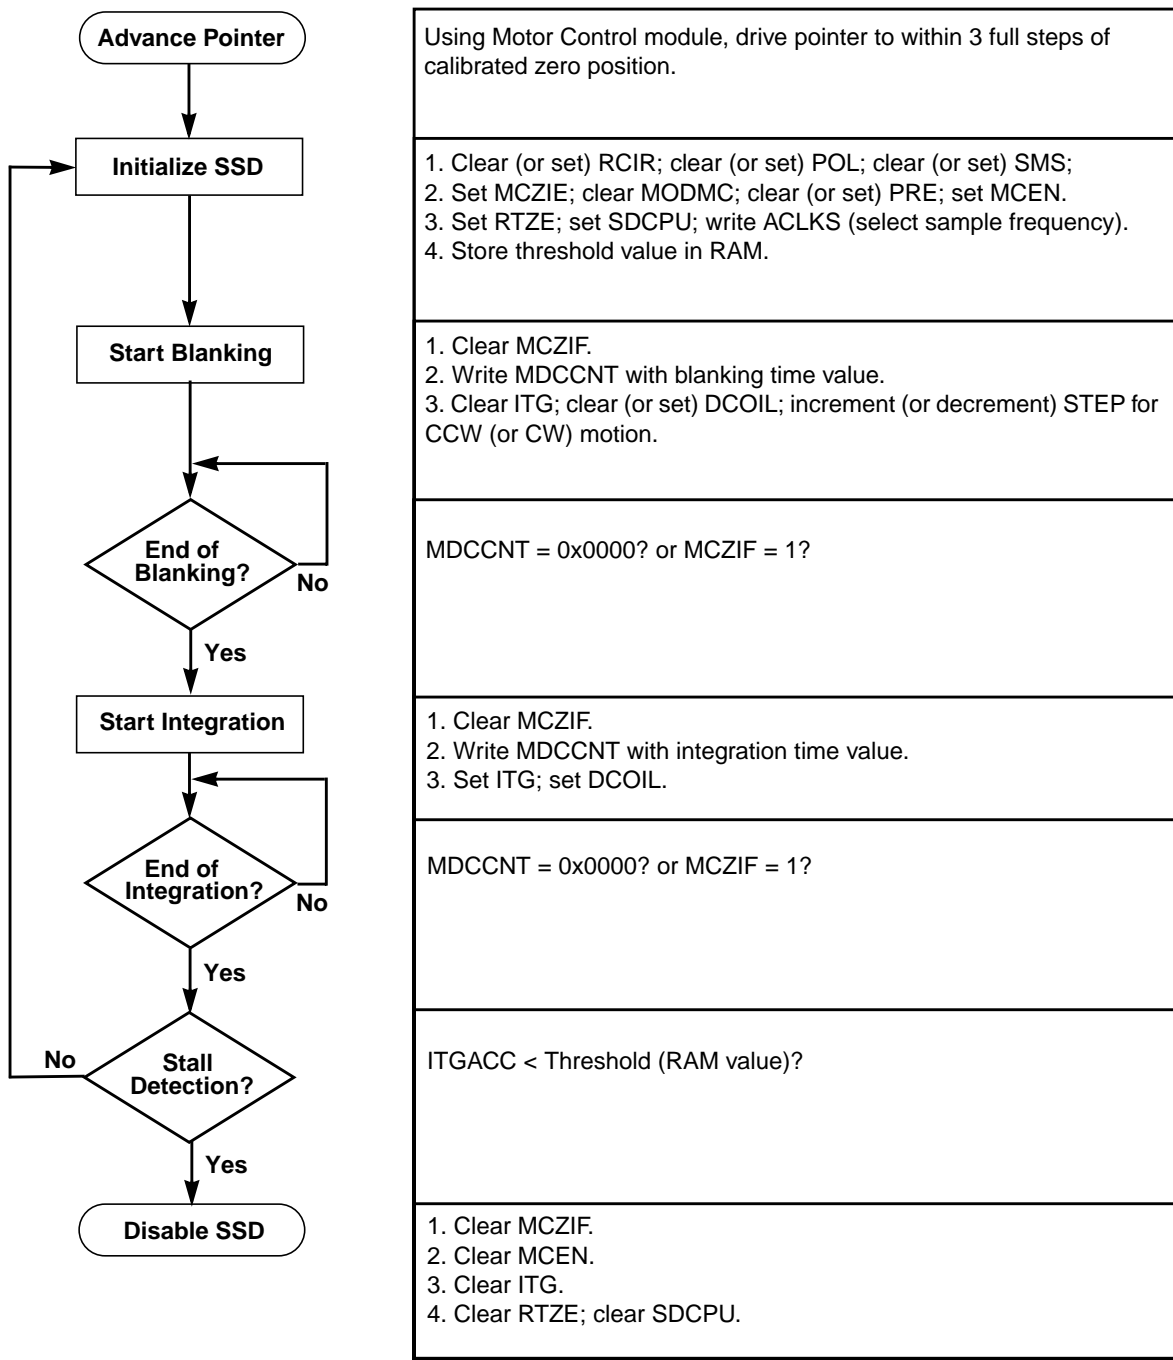 Advance Pointer
Using Motor Control module, drive pointer to within 3 full steps of
calibrated zero position.
Initialize SSD
1. Clear (or set) RCIR; clear (or set) POL; clear (or set) SMS;
2. Set MCZIE; clear MODMC; clear (or set) PRE; set MCEN.
3. Set RTZE; set SDCPU; write ACLKS (select sample frequency).
4. Store threshold value in RAM.
Start Blanking
1. Clear MCZIF.
2. Write MDCCNT with blanking time value.
3. Clear ITG; clear (or set) DCOIL; increment (or decrement) STEP for
CCW (or CW) motion.
End of
Blanking?
No
Yes
MDCCNT = 0x0000? or MCZIF = 1?
Start Integration
1. Clear MCZIF.
2. Write MDCCNT with integration time value.
3. Set ITG; set DCOIL.
End of
Integration?
No
Yes
MDCCNT = 0x0000? or MCZIF = 1?
No
Stall
Detection?
Yes
ITGACC < Threshold (RAM value)?
Disable SSD
1. Clear MCZIF.
2. Clear MCEN.
3. Clear ITG.
4. Clear RTZE; clear SDCPU.